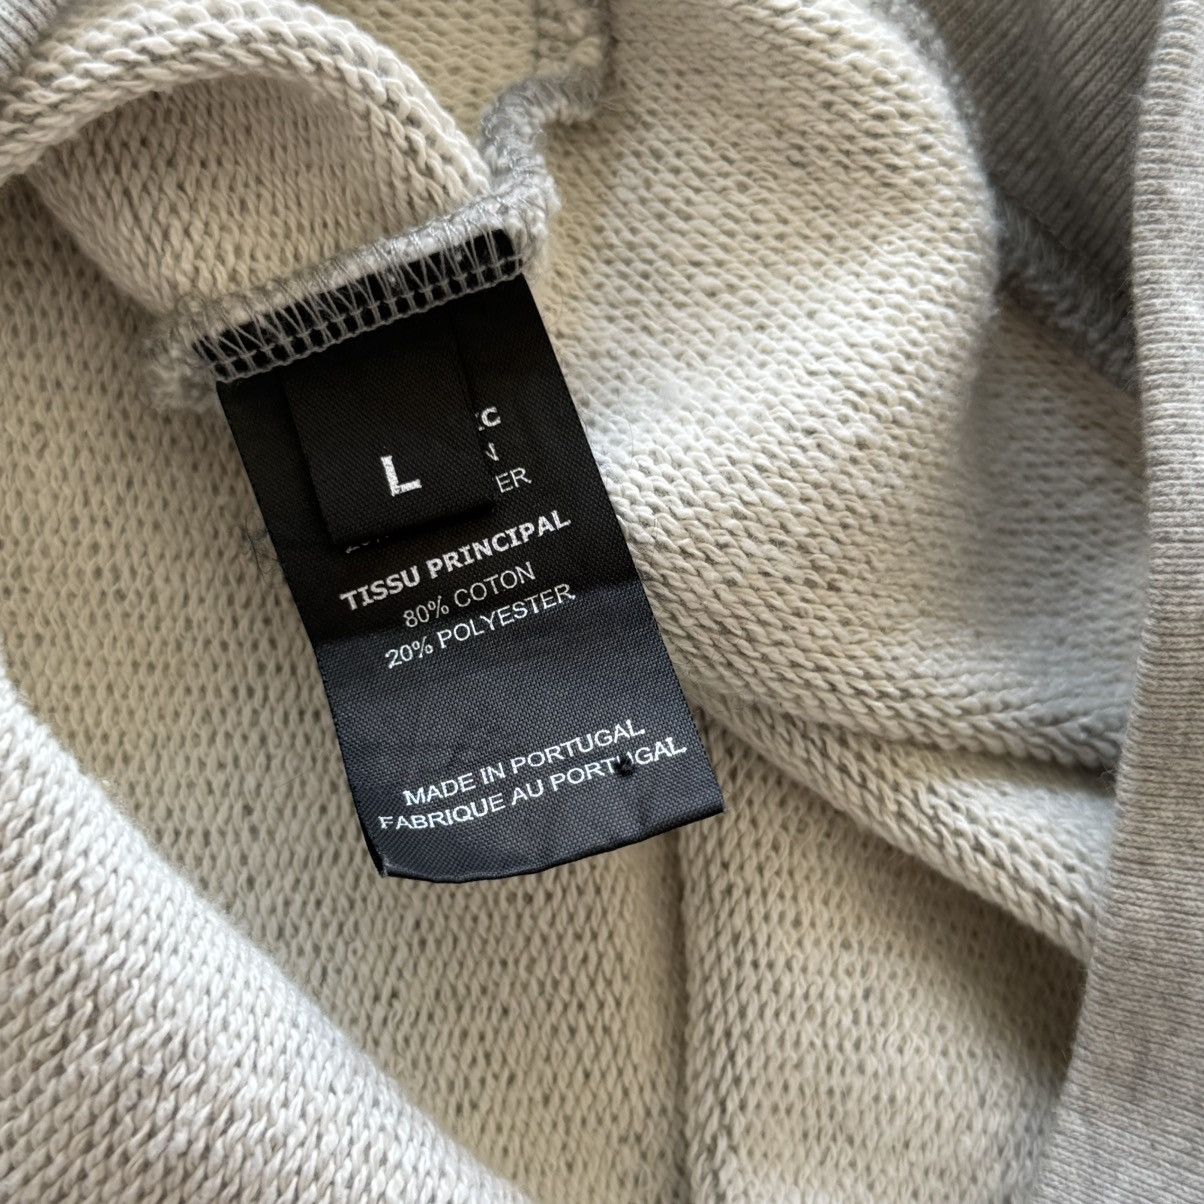 L
TISSU PRINCIPAL
80% COTON
20% POLYESTER
MADE IN PORTUGAL
FABRIQUE AU PORTUGAL